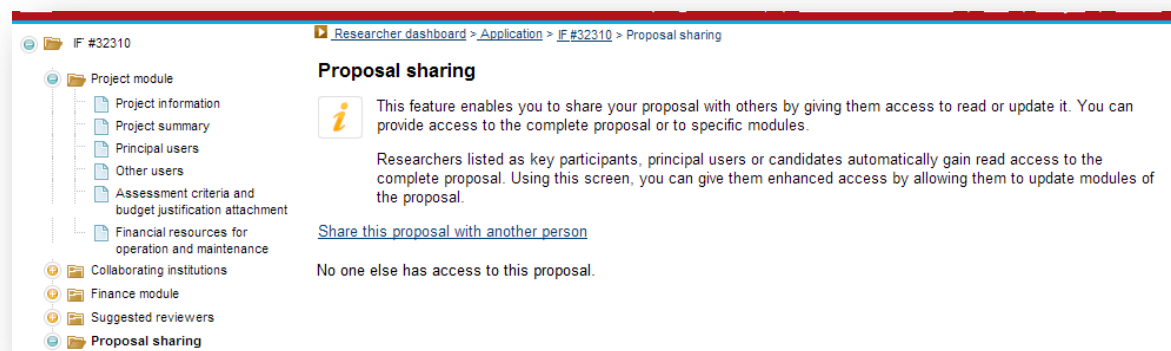 IF #32310
Project module
Project information
Project summary
Principal users
Other users
Assessment criteria and
budget justification attachment
Financial resources for
operation and maintenance
Collaborating institutions
Finance module
Suggested reviewers
Proposal sharing
Researcher dashboard > Application > IF #32310 > Proposal sharing
Proposal sharing
This feature enables you to share your proposal with others by giving them access to read or update it. You can
provide access to the complete proposal or to specific modules.
Researchers listed as key participants, principal users or candidates automatically gain read access to the
complete proposal. Using this screen, you can give them enhanced access by allowing them to update modules of
the proposal.
Share this proposal with another person
No one else has access to this proposal.